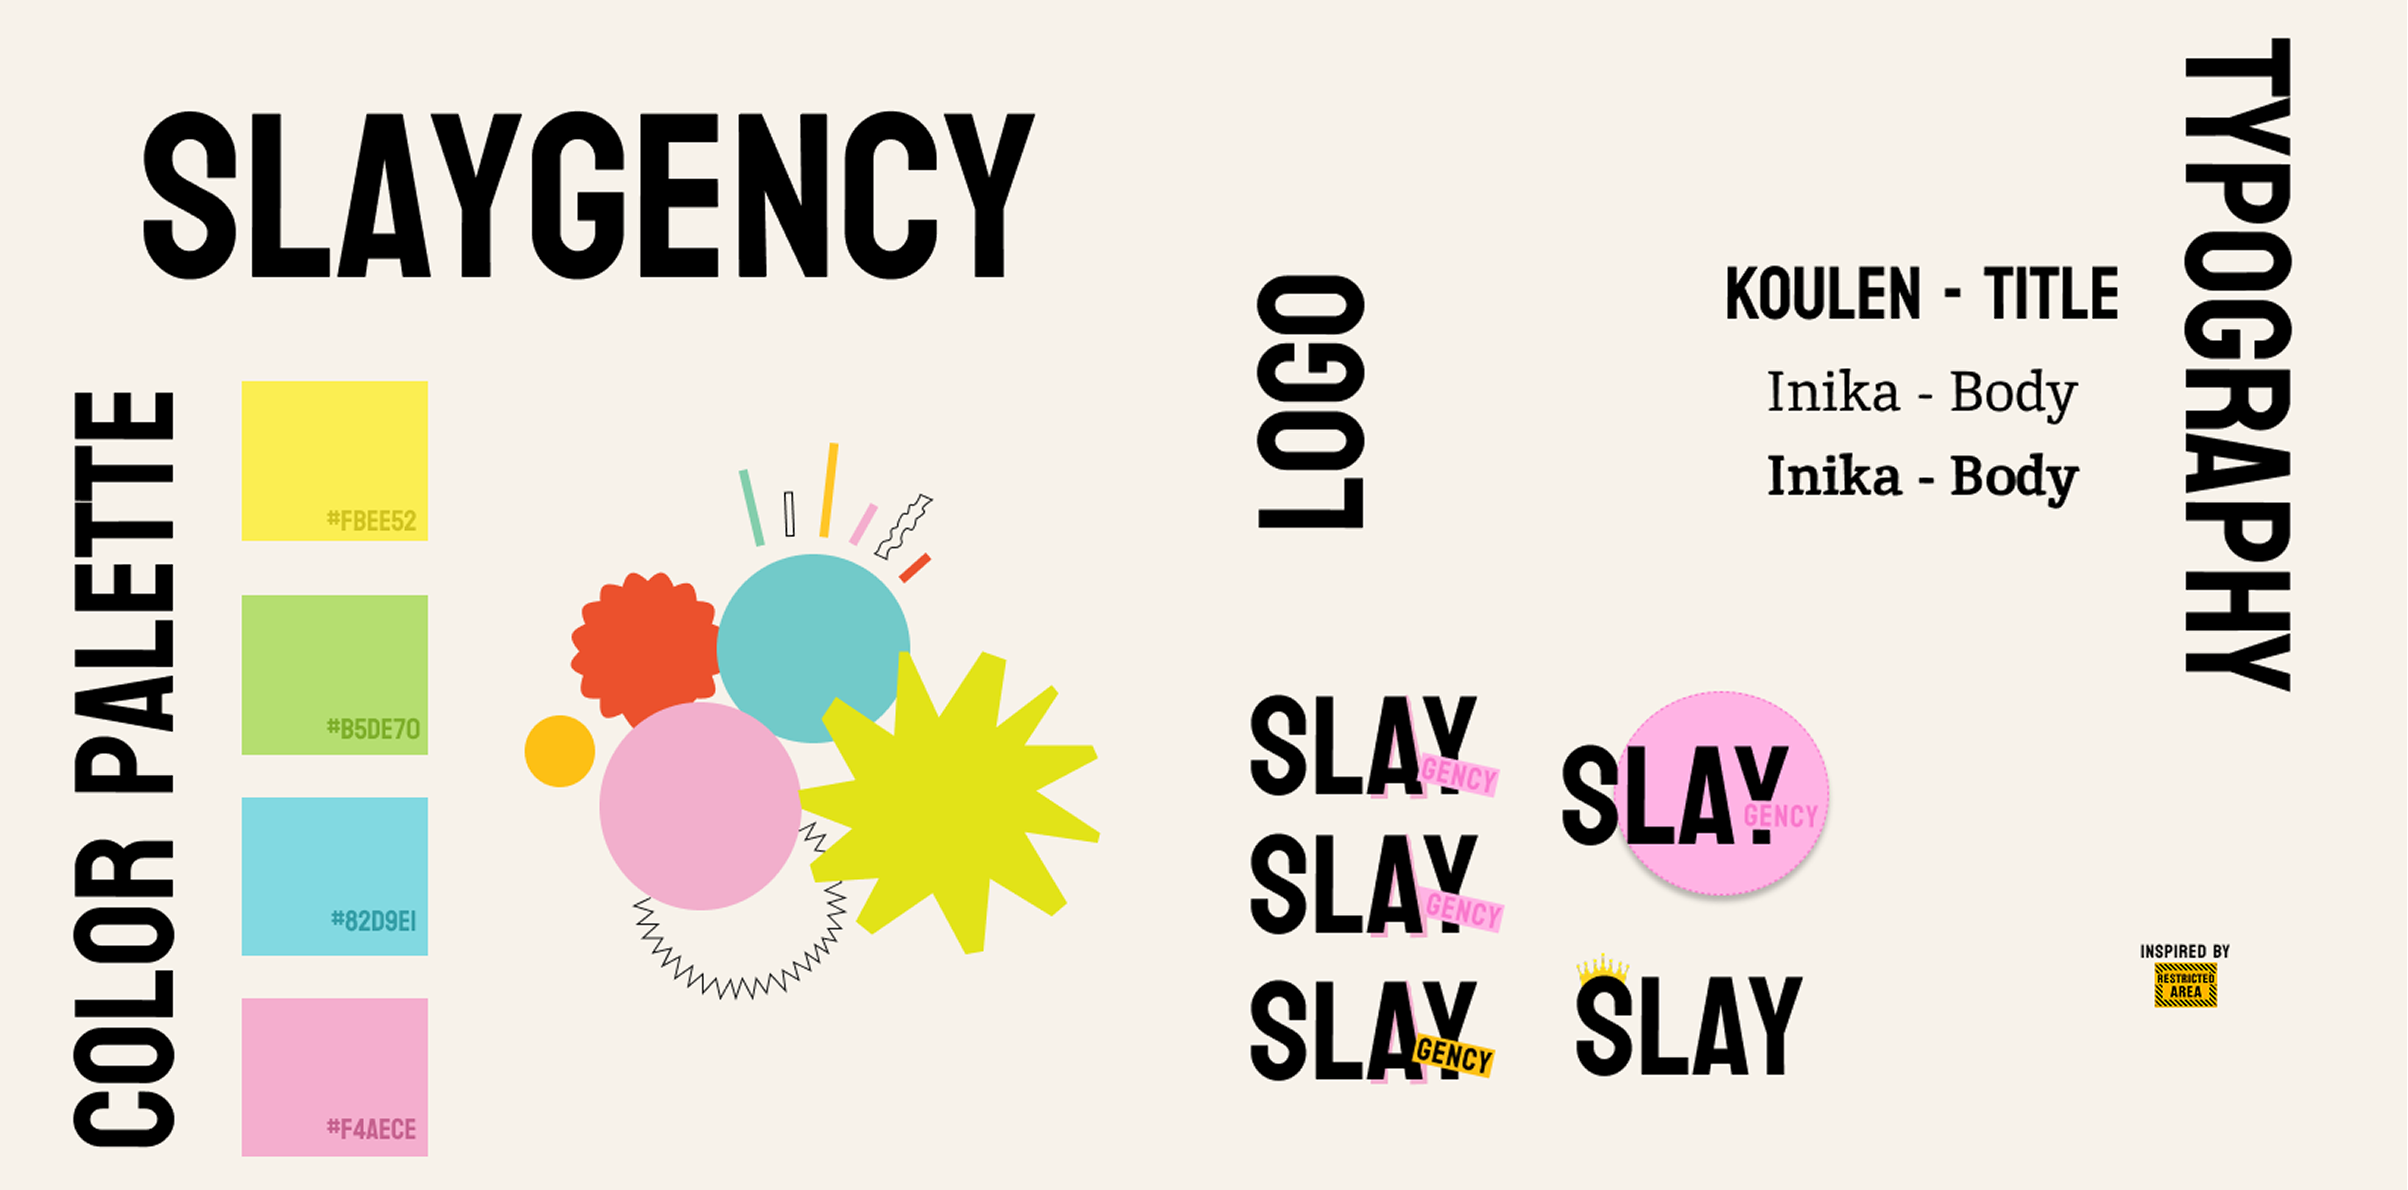 SLAYGENCY
COLOR PALETTE
#FBEE52
#B5DE70
#82D9E1
#F4AECE
LOGO
KOULEN - TITLE
Inika - Body
Inika - Body
TYPOGRAPHY
SLAY
GENCY
SLAY
GENCY
SLAY
GENCY
SLAY
GENCY
SLAY
INSPIRED BY
RESTRICTED
AREA